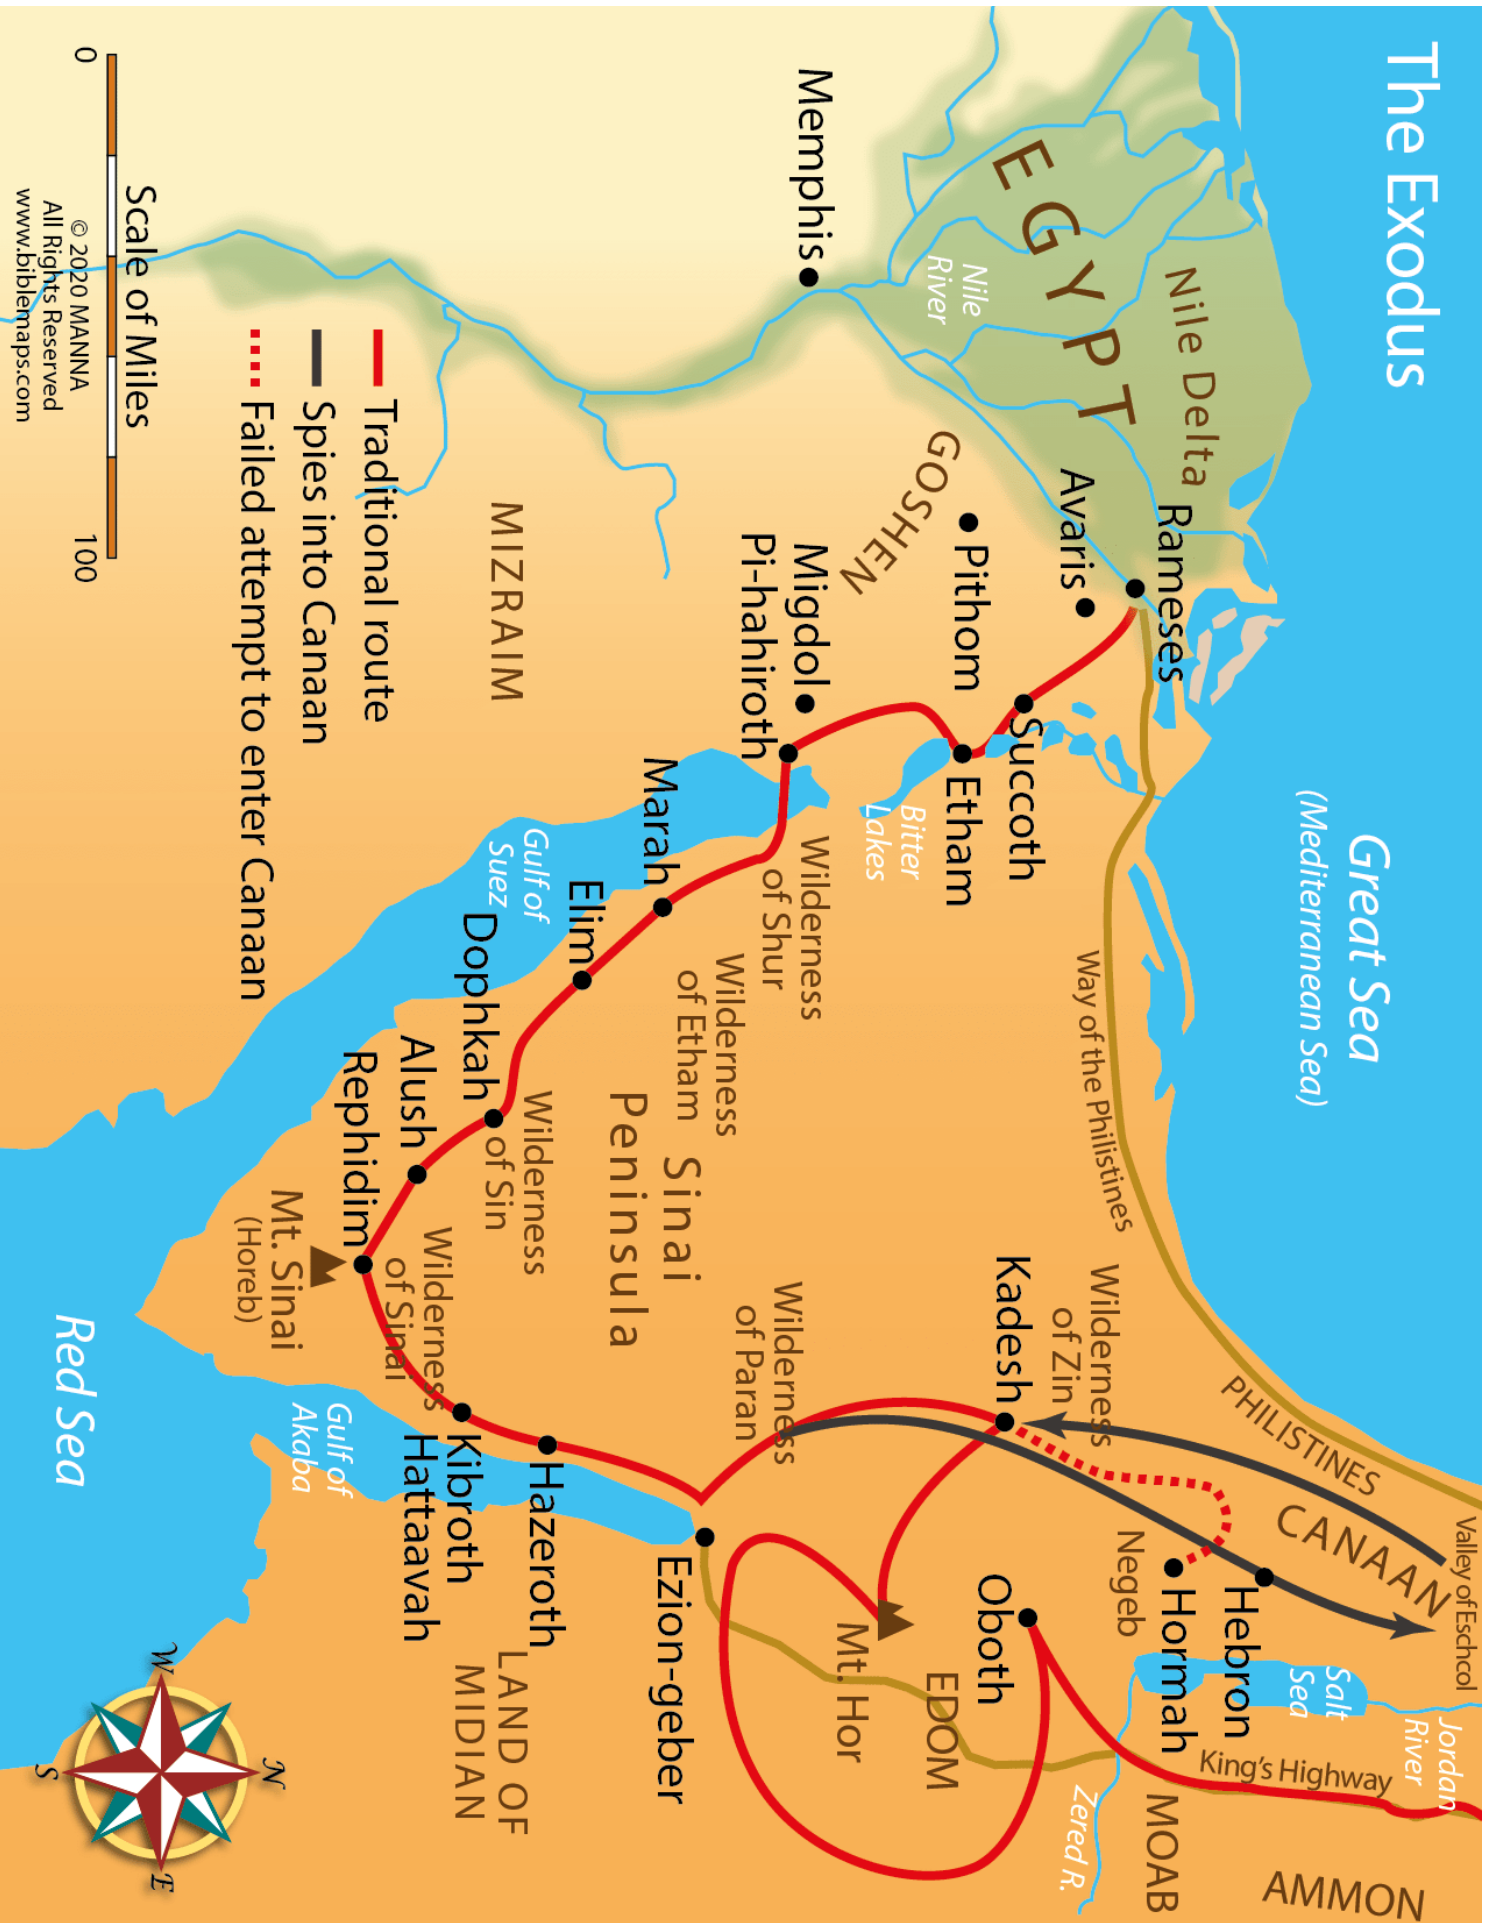 The Exodus
Great Sea
(Mediterranean Sea)
Nile Delta
EGYPT
Nile
River
Memphis
GOSHEN
Rameses
Avaris
Pithom
Succoth
Etham
Bitter
Lakes
Migdol
Pi-hahiroth
MIZRAIM
Way of the Philistines
Wilderness
of Shur
Wilderness
of Etham
Marah
Elim
Gulf of
Suez
Dophkah
Wilderness
of Sin
Alush
Rephidim
Sinai
Peninsula
Mt. Sinai
(Horeb)
Wilderness
of Sinai
Kibroth
Hattaavah
Hazeroth
Gulf of
Akaba
Red Sea
Wilderness
of Paran
Wilderness
of Zin
Kadesh
PHILISTINES
CANAAN
Valley of Eschcol
Hebron
Hormah
Negeb
Salt
Sea
Jordan
River
King's Highway
Oboth
Mt. Hor
EDOM
Ezion-geber
LAND OF
MIDIAN
Zered R.
MOAB
AMMON
Traditional route
Spies into Canaan
Failed attempt to enter Canaan
Scale of Miles
0
100
© 2020 MANNA
All Rights Reserved
www.biblemaps.com
N
W
E
S